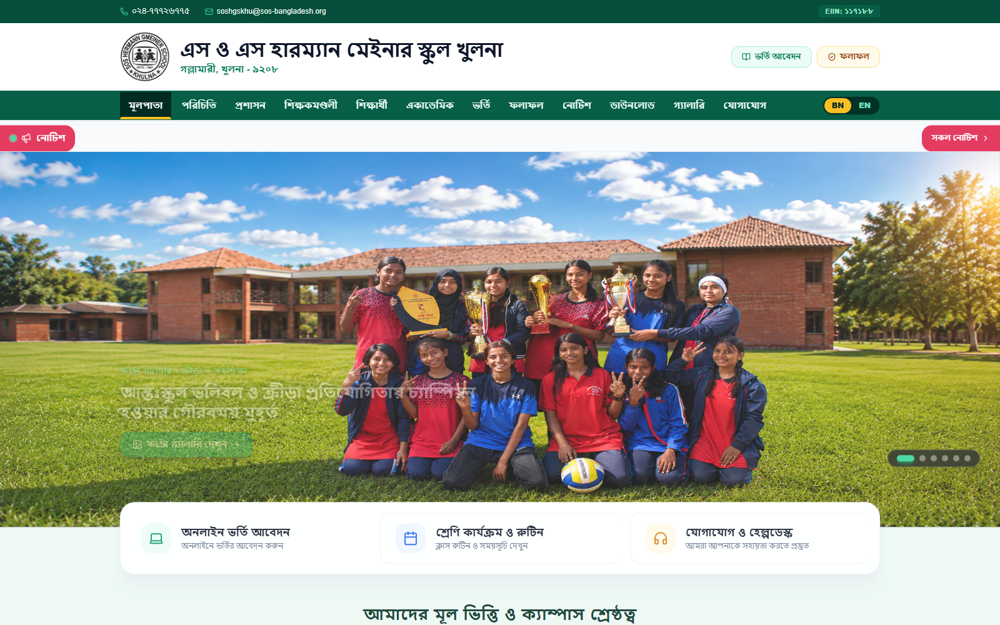 ০২৪-৭৭৭২৬৭৭৫
soshgskhu@sos-bangladesh.org
EIIN: ১১৭১৮৮
SOS HERMANN GMEINER SCHOOL
ESTD - 1987
KHULNA
এস ও এস হারম্যান মেইনার স্কুল খুলনা
গল্লামারী, খুলনা - ৯২০৮
ভর্তি আবেদন
ফলাফল
মূলপাতা পরিচিতি প্রশাসন শিক্ষকমণ্ডলী শিক্ষার্থী একাডেমিক ভর্তি ফলাফল নোটিশ ডাউনলোড গ্যালারি যোগাযোগ
BN EN
নোটিশ
সকল নোটিশ
ফটো গ্যালারি • ক্রীড়া ও সহশিক্ষা
আন্তঃস্কুল ভলিবল ও ক্রীড়া প্রতিযোগিতায় চ্যাম্পিয়ন
হওয়ার গৌরবময় মুহূর্ত
ফটো গ্যালারি দেখুন →
অনলাইন ভর্তি আবেদন
অনলাইনে ভর্তির আবেদন করুন
শ্রেণি কার্যক্রম ও রুটিন
ক্লাস রুটিন ও সময়সূচি দেখুন
যোগাযোগ ও হেল্পডেস্ক
আমরা আপনাকে সহায়তা করতে প্রস্তুত
আমাদের মূল ভিত্তি ও ক্যাম্পাস শ্রেষ্ঠত্ব